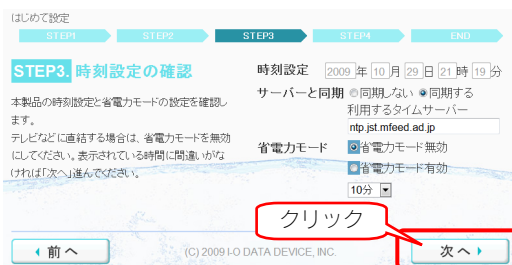 はじめて設定
STEP1 STEP2 STEP3 STEP4 END
STEP3. 時刻設定の確認
本製品の時刻設定と省電力モードの設定を確認し
ます。
テレビなどに直結する場合は、省電力モードを無効
にしてください。表示されている時間に間違いがな
ければ「次へ」進んでください。
時刻設定 2009 年 10 月 29 日 21 時 19 分
サーバーと同期 同期しない 同期する
利用するタイムサーバー
ntp.jst.mfeed.ad.jp
省電力モード 省電力モード無効
省電力モード有効
10分
クリック
前へ
(C) 2009 I-O DATA DEVICE, INC.
次へ